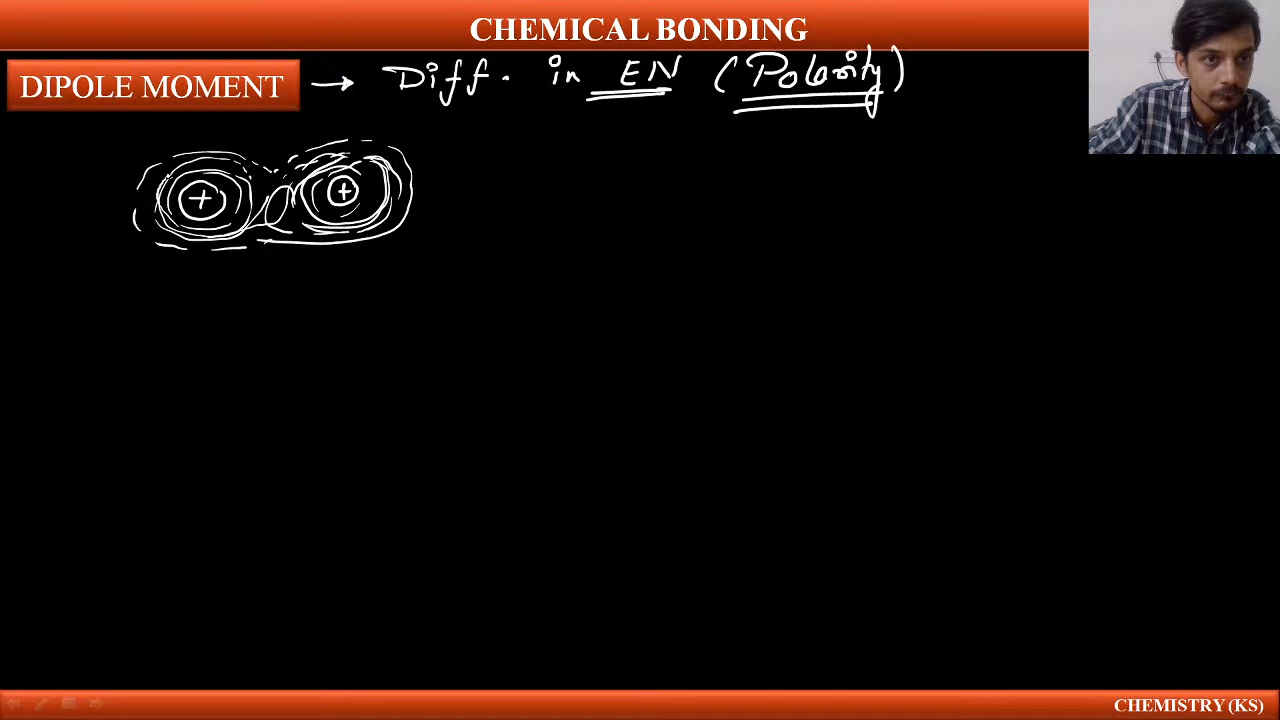 CHEMICAL BONDING
DIPOLE MOMENT → Diff. in EN (Polarity)
+ +
CHEMISTRY (KS)